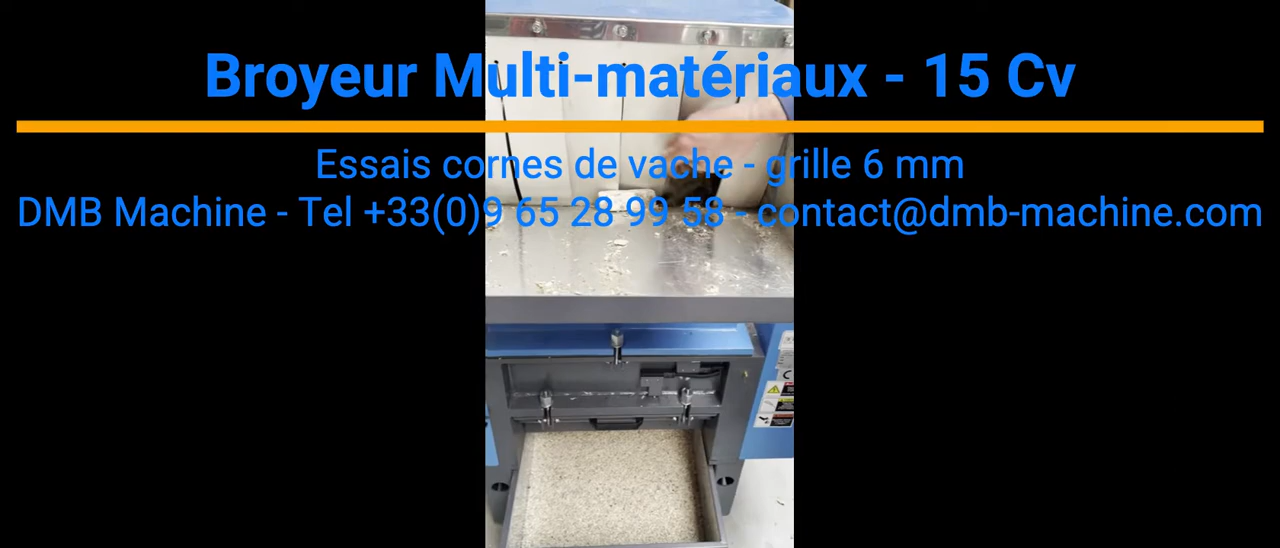 Broyeur Multi-matériaux - 15 Cv
Essais cornes de vache - grille 6 mm
DMB Machine - Tel +33(0)9 65 28 99 58 - contact@dmb-machine.com